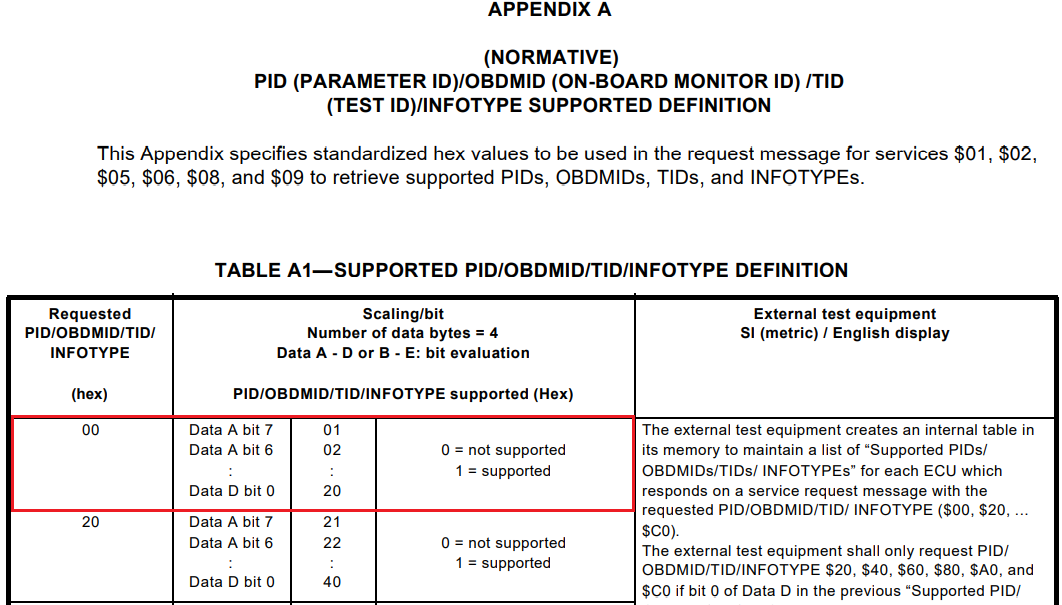 APPENDIX A
(NORMATIVE)
PID (PARAMETER ID)/OBDMID (ON-BOARD MONITOR ID) /TID
(TEST ID)/INFOTYPE SUPPORTED DEFINITION
This Appendix specifies standardized hex values to be used in the request message for services $01, $02,
$05, $06, $08, and $09 to retrieve supported PIDs, OBDMIDs, TIDs, and INFOTYPEs.
TABLE A1—SUPPORTED PID/OBDMID/TID/INFOTYPE DEFINITION
Requested
PID/OBDMID/TID/
INFOTYPE
(hex)
Scaling/bit
Number of data bytes = 4
Data A - D or B - E: bit evaluation
PID/OBDMID/TID/INFOTYPE supported (Hex)
External test equipment
SI (metric) / English display
00
Data A bit 7
Data A bit 6
:
Data D bit 0
01
02
:
20
0 = not supported
1 = supported
20
Data A bit 7
Data A bit 6
:
Data D bit 0
21
22
:
40
0 = not supported
1 = supported
The external test equipment creates an internal table in
its memory to maintain a list of “Supported PIDs/
OBDMIDs/TIDs/ INFOTYPEs” for each ECU which
responds on a service request message with the
requested PID/OBDMID/TID/ INFOTYPE ($00, $20, ...
$C0).
The external test equipment shall only request PID/
OBDMID/TID/INFOTYPE $20, $40, $60, $80, $A0, and
$C0 if bit 0 of Data D in the previous “Supported PID/